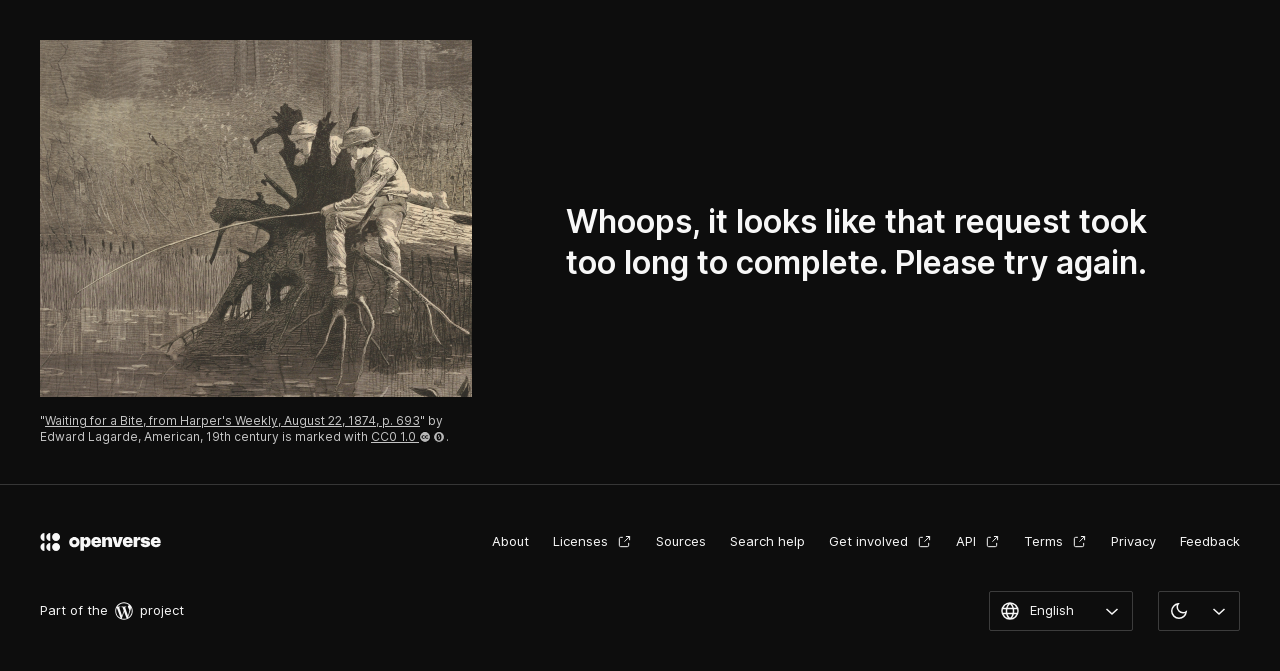 Whoops, it looks like that request took
too long to complete. Please try again.
"Waiting for a Bite, from Harper's Weekly, August 22, 1874, p. 693" by
Edward Lagarde, American, 19th century is marked with CC0 1.0.
openverse
About Licenses Sources Search help Get involved API Terms Privacy Feedback
Part of the project
English